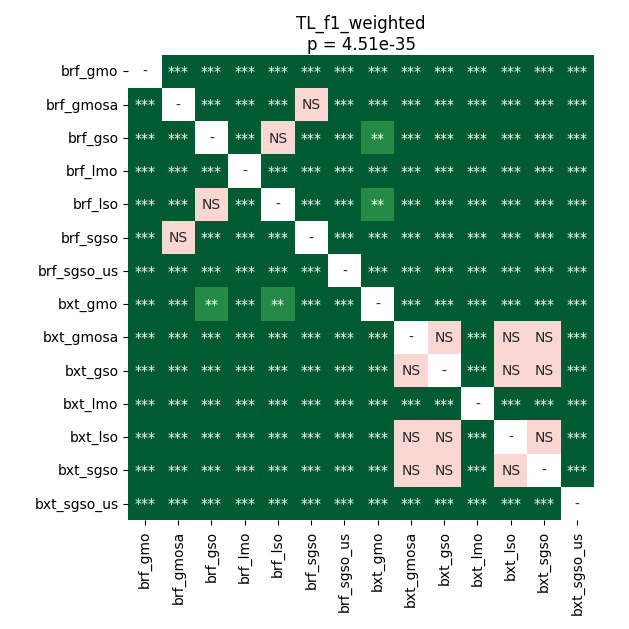 TL_f1_weighted
p = 4.51e-35
brf_gmo - *** *** *** *** *** *** *** *** *** *** *** *** ***
brf_gmosa *** - *** *** *** NS *** *** *** *** *** *** *** ***
brf_gso *** *** - *** NS *** *** ** *** *** *** *** *** ***
brf_lmo *** *** *** - *** *** *** *** *** *** *** *** *** ***
brf_lso *** *** NS *** - *** *** ** *** *** *** *** *** ***
brf_sgso *** NS *** *** *** - *** *** *** *** *** *** *** ***
brf_sgso_us *** *** *** *** *** *** - *** *** *** *** *** *** ***
bxt_gmo *** *** ** *** ** *** *** - *** *** *** *** *** ***
bxt_gmosa *** *** *** *** *** *** *** *** - NS *** NS NS ***
bxt_gso *** *** *** *** *** *** *** *** NS - *** NS NS ***
bxt_lmo *** *** *** *** *** *** *** *** *** *** - *** *** ***
bxt_lso *** *** *** *** *** *** *** *** NS NS *** - NS ***
bxt_sgso *** *** *** *** *** *** *** *** NS NS *** NS - ***
bxt_sgso_us *** *** *** *** *** *** *** *** *** *** *** *** *** -
brf_gmo
brf_gmosa
brf_gso
brf_lmo
brf_lso
brf_sgso
brf_sgso_us
bxt_gmo
bxt_gmosa
bxt_gso
bxt_lmo
bxt_lso
bxt_sgso
bxt_sgso_us